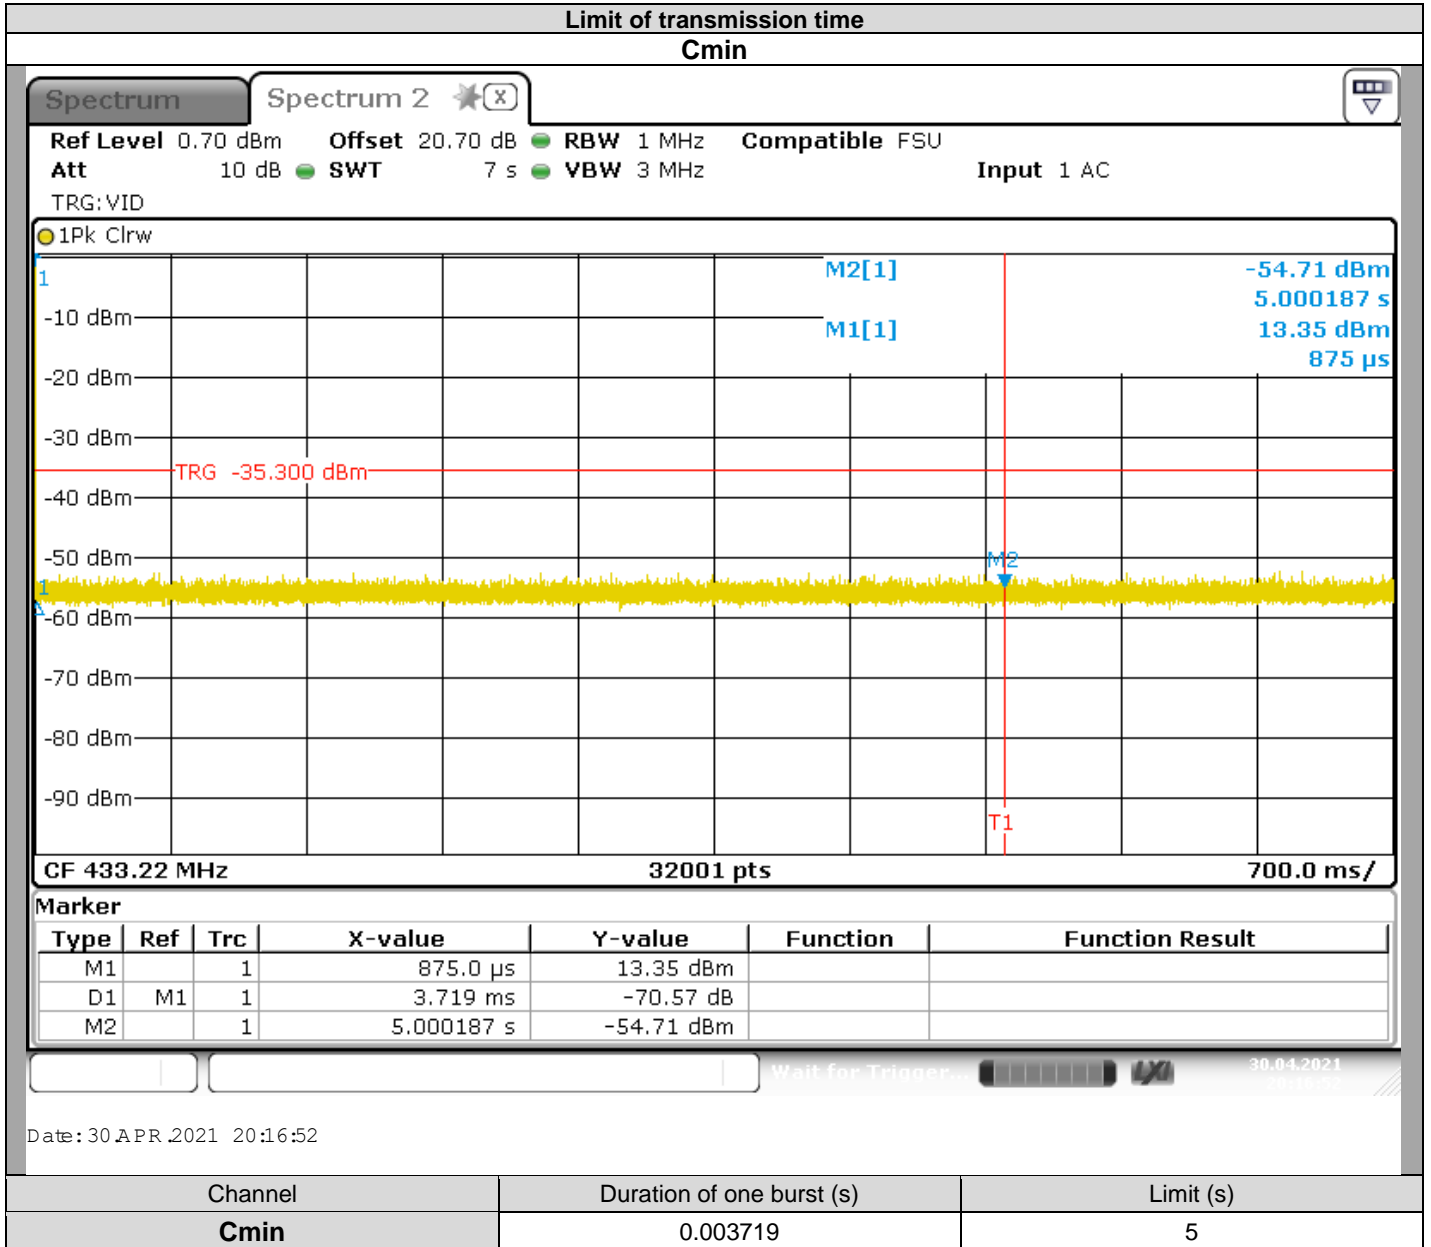 Limit of transmission time
Cmin
Spectrum Spectrum 2 X
Ref Level 0.70 dBm Offset 20.70 dB RBW 1 MHz Compatible FSU
Att 10 dB SWT 7 s VBW 3 MHz Input 1 AC
TRG:VID
1Pk Clrw
1 M2[1] -54.71 dBm
5.000187 s
-10 dBm M1[1] 13.35 dBm
875 µs
-20 dBm
-30 dBm
TRG -35.300 dBm
-40 dBm
-50 dBm M2
1
-60 dBm
-70 dBm
-80 dBm
-90 dBm
T1
CF 433.22 MHz 32001 pts 700.0 ms/
Marker
Type Ref Trc X-value Y-value Function Function Result
M1 1 875.0 µs 13.35 dBm
D1 M1 1 3.719 ms -70.57 dB
M2 1 5.000187 s -54.71 dBm
Wait for Trigger... LXI 30.04.2021
20:16:52
Date: 30.APR.2021 20:16:52
Channel Duration of one burst (s) Limit (s)
Cmin 0.003719 5